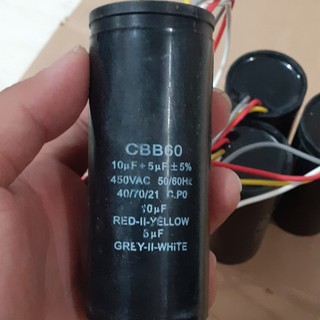 CBB60
10μF+5μF±5%
450VAC 50/60Hz
40/70/21 C.P0
10μF
RED-II-YELLOW
5μF
GREY-II-WHITE